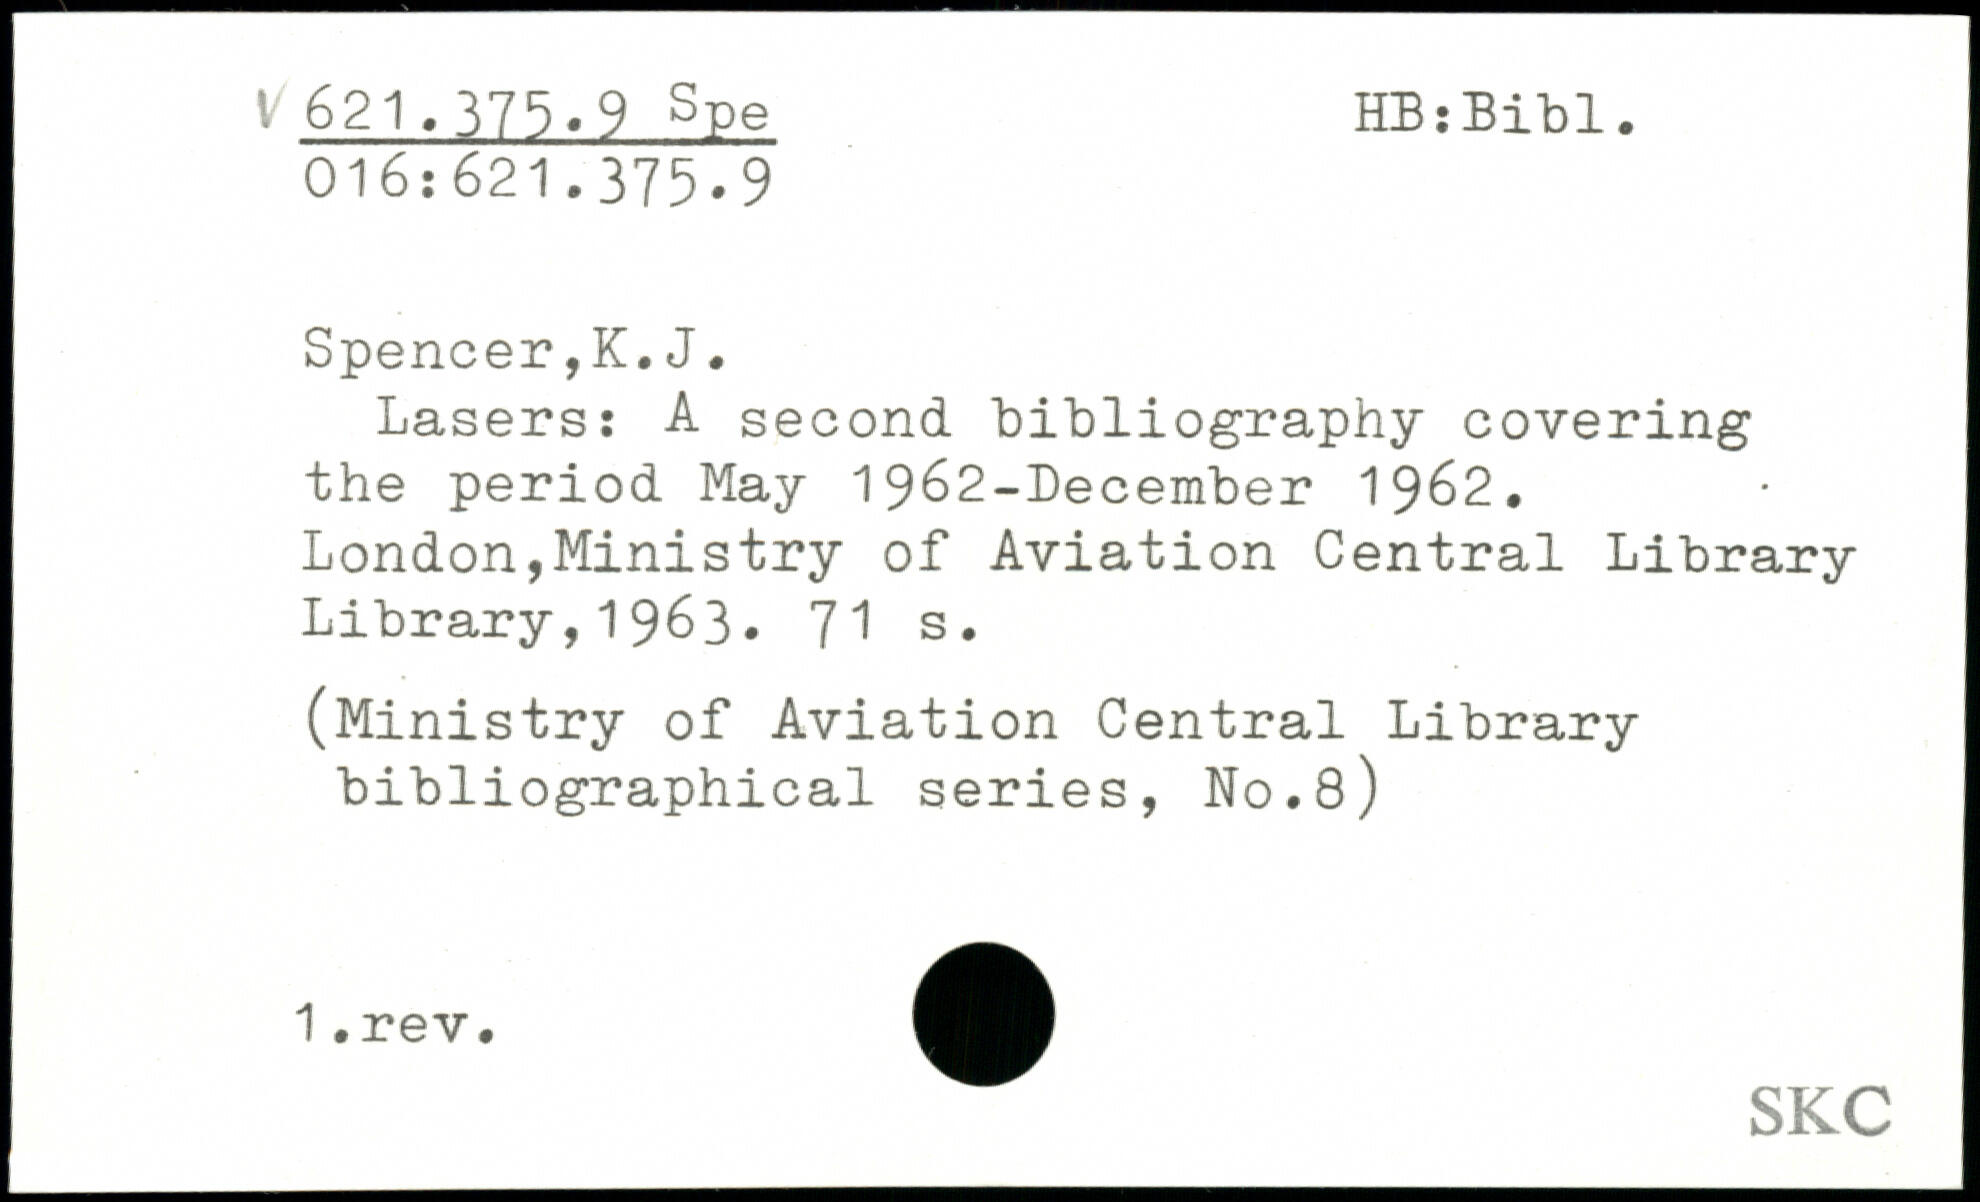 V 621.375.9 Spe HB:Bibl.
016:621.375.9
Spencer,K.J.
Lasers: A second bibliography covering
the period May 1962-December 1962.
London,Ministry of Aviation Central Library
Library,1963. 71 s.
(Ministry of Aviation Central Library
bibliographical series, No.8)
1.rev.
SKC